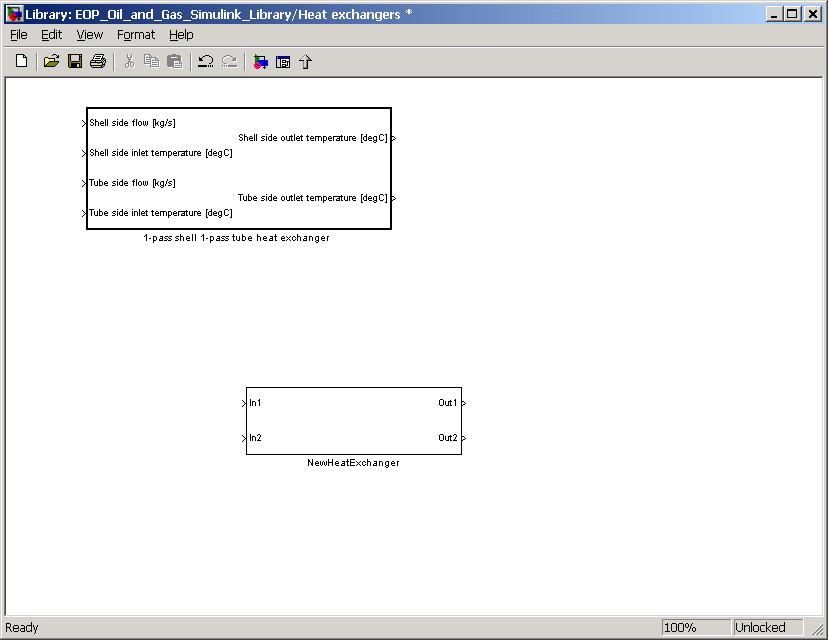 Library: EOP_Oil_and_Gas_Simulink_Library/Heat exchangers *
File Edit View Format Help
Shell side flow [kg/s]
Shell side outlet temperature [degC]
Shell side inlet temperature [degC]
Tube side flow [kg/s]
Tube side outlet temperature [degC]
Tube side inlet temperature [degC]
1-pass shell 1-pass tube heat exchanger
In1 Out1
In2 Out2
NewHeatExchanger
Ready 100% Unlocked